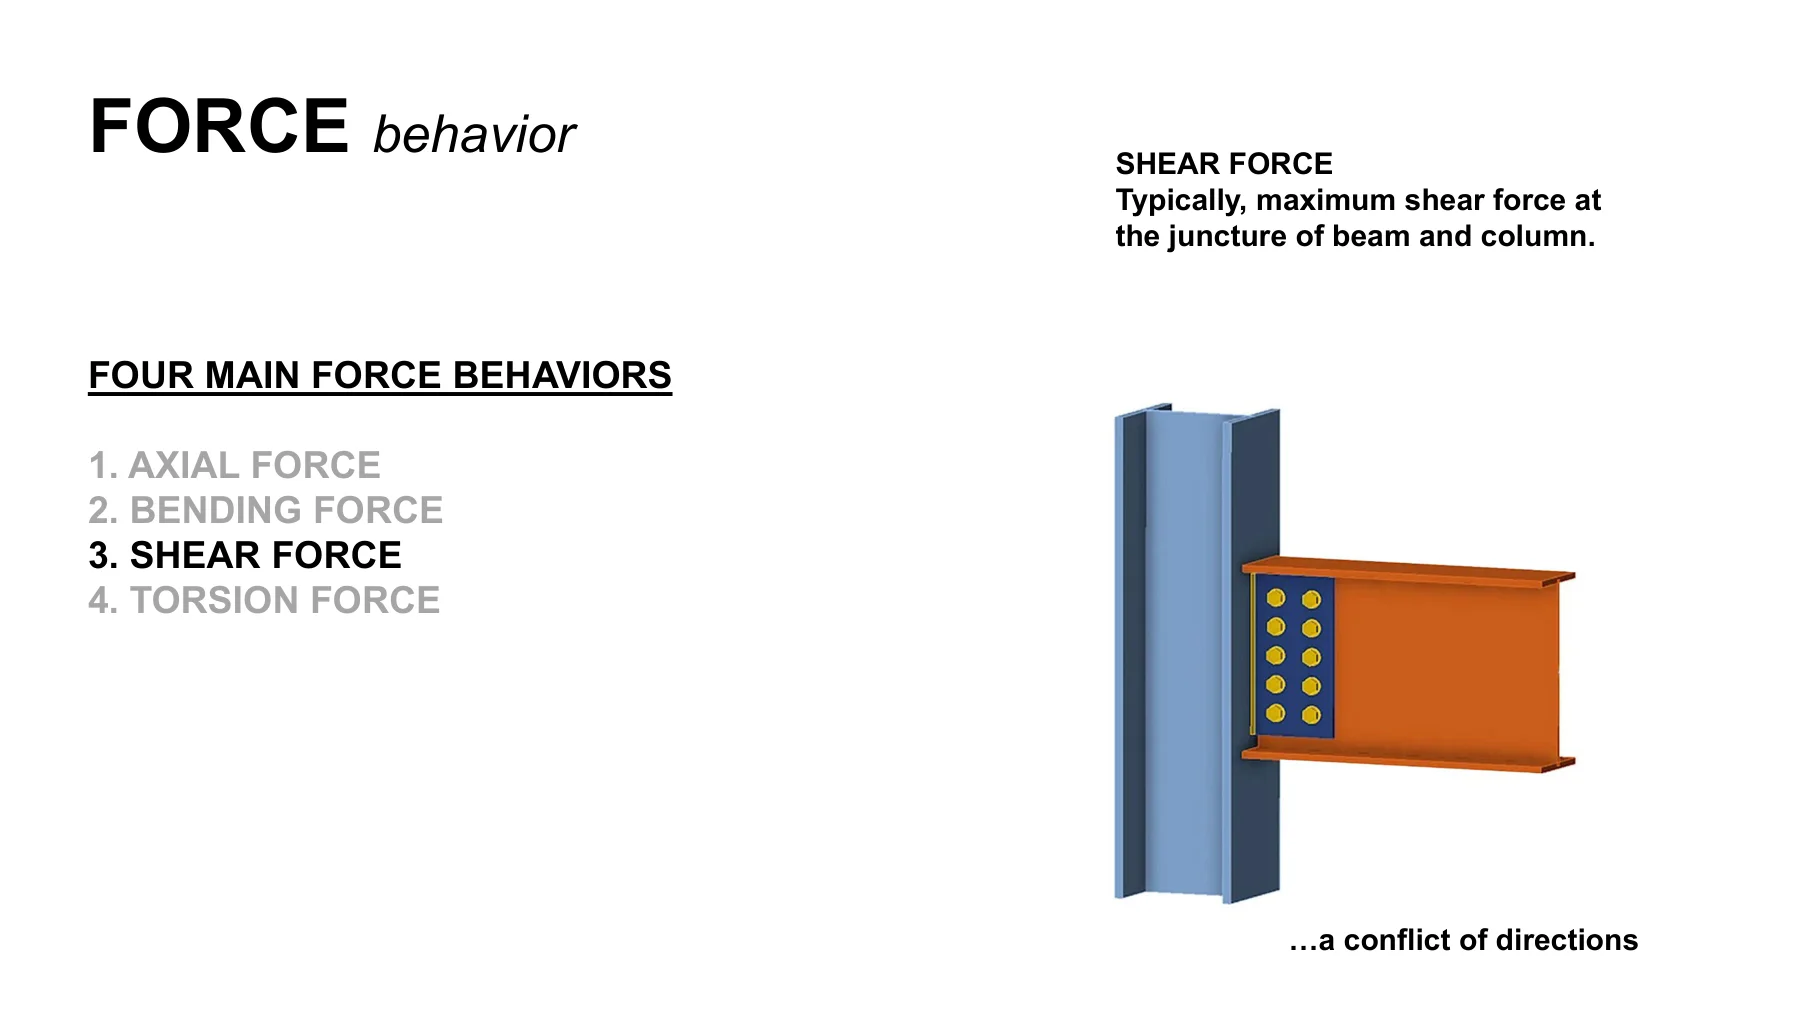 FORCE behavior
SHEAR FORCE
Typically, maximum shear force at
the juncture of beam and column.
FOUR MAIN FORCE BEHAVIORS
1. AXIAL FORCE
2. BENDING FORCE
3. SHEAR FORCE
4. TORSION FORCE
…a conflict of directions